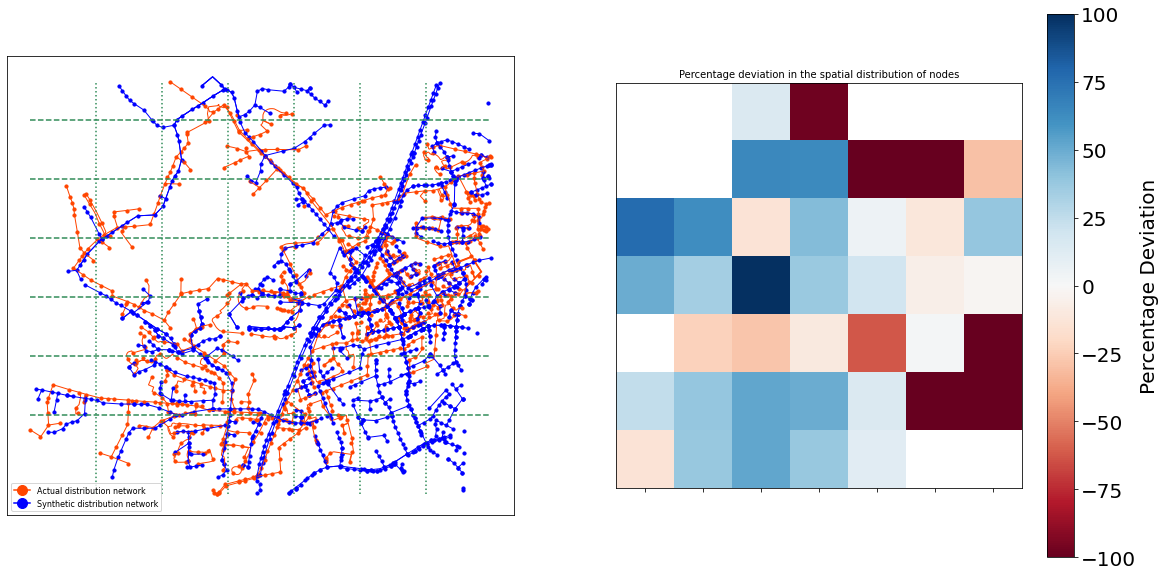 Actual distribution network
Synthetic distribution network
Percentage deviation in the spatial distribution of nodes
100
75
50
25
0
−25
−50
−75
−100
Percentage Deviation